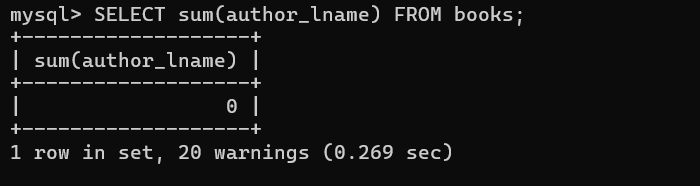 mysql> SELECT sum(author_lname) FROM books;
+-------------------+
| sum(author_lname) |
+-------------------+
|                 0 |
+-------------------+
1 row in set, 20 warnings (0.269 sec)